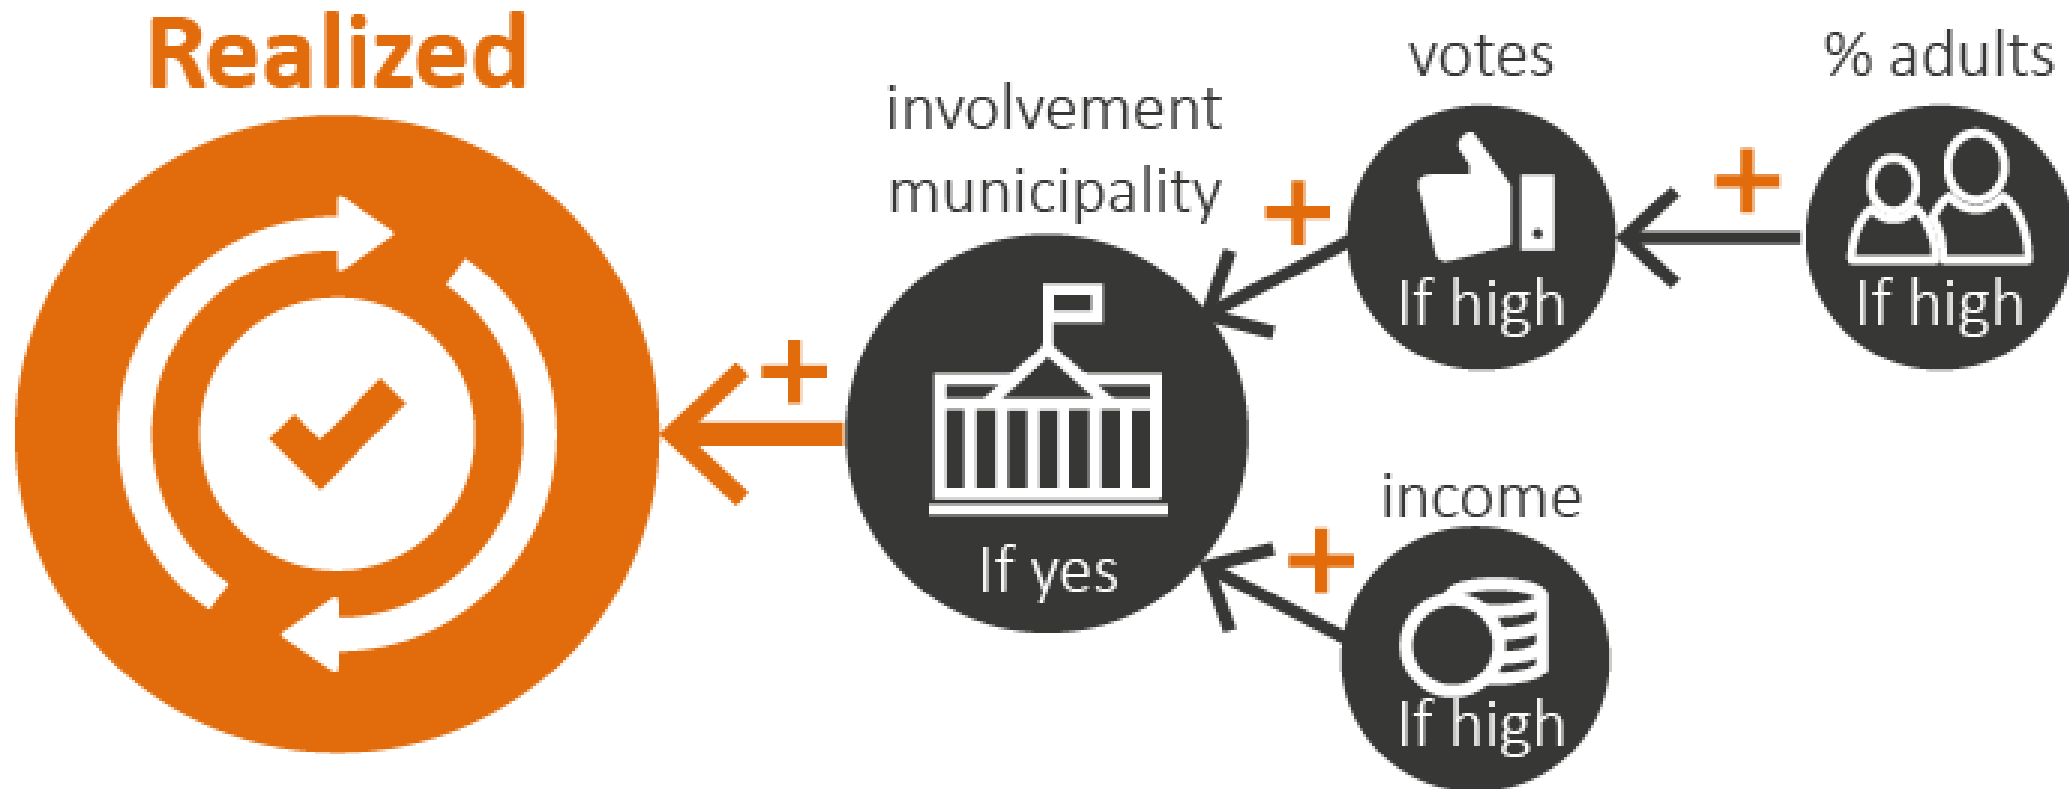 Realized
+
involvement
municipality
If yes
+
votes
If high
+
% adults
If high
+
income
If high